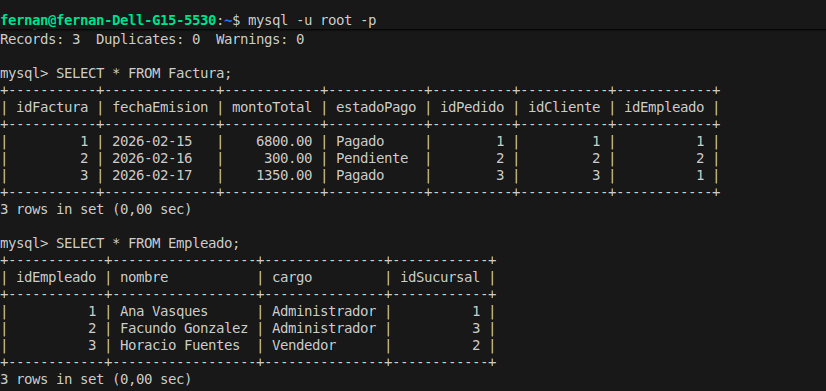 fernan@fernan-Dell-G15-5530:~$ mysql -u root -p
Records: 3  Duplicates: 0  Warnings: 0

mysql> SELECT * FROM Factura;
+-----------+--------------+------------+------------+----------+-----------+------------+
| idFactura | fechaEmision | montoTotal | estadoPago | idPedido | idCliente | idEmpleado |
+-----------+--------------+------------+------------+----------+-----------+------------+
|         1 | 2026-02-15   |    6800.00 | Pagado     |        1 |         1 |          1 |
|         2 | 2026-02-16   |     300.00 | Pendiente  |        2 |         2 |          2 |
|         3 | 2026-02-17   |    1350.00 | Pagado     |        3 |         3 |          1 |
+-----------+--------------+------------+------------+----------+-----------+------------+
3 rows in set (0,00 sec)

mysql> SELECT * FROM Empleado;
+------------+------------------+---------------+------------+
| idEmpleado | nombre           | cargo         | idSucursal |
+------------+------------------+---------------+------------+
|          1 | Ana Vasques      | Administrador |          1 |
|          2 | Facundo Gonzalez | Administrador |          3 |
|          3 | Horacio Fuentes  | Vendedor      |          2 |
+------------+------------------+---------------+------------+
3 rows in set (0,00 sec)